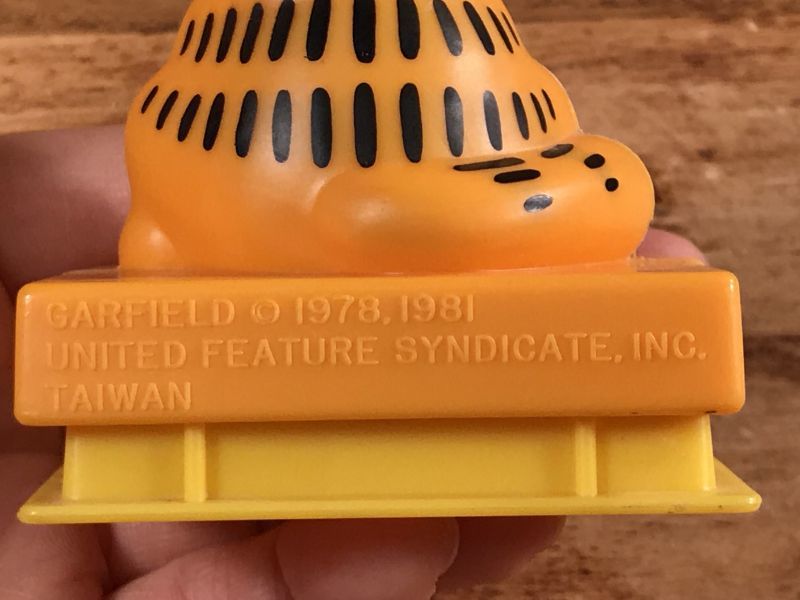 GARFIELD © 1978, 1981
UNITED FEATURE SYNDICATE, INC.
TAIWAN